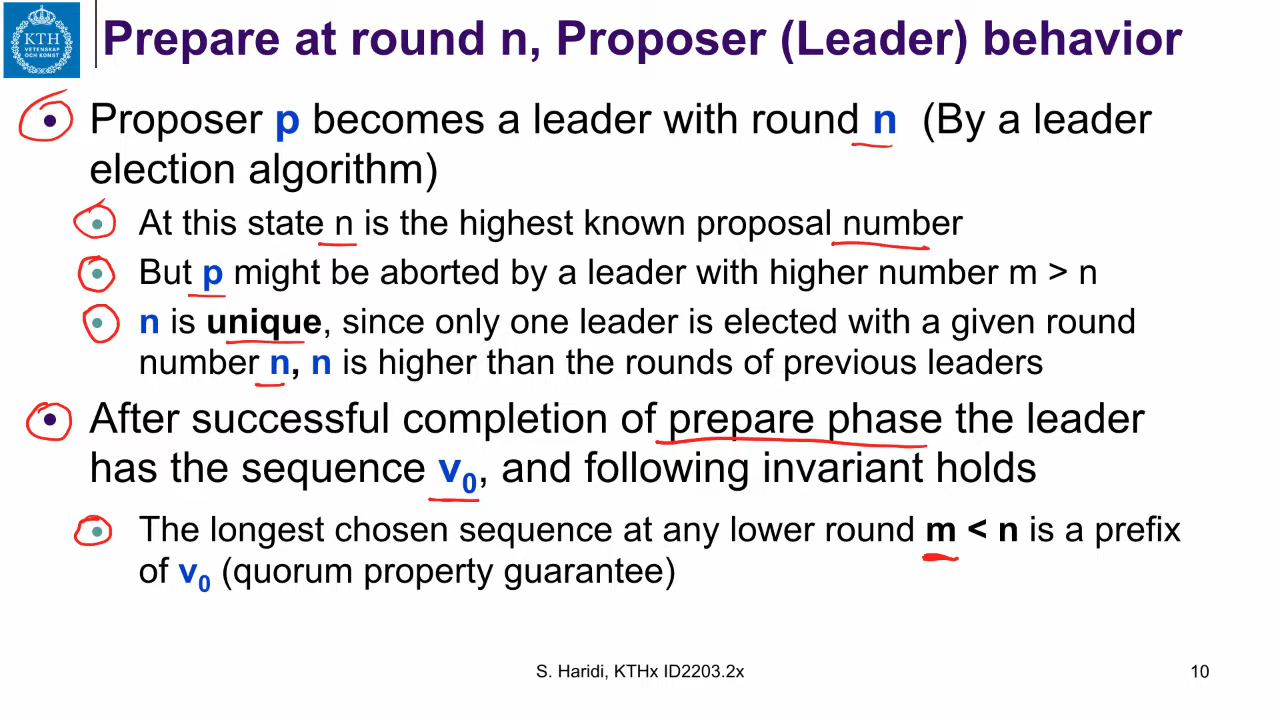 KTH
VETENSKAP
OCH KONST
Prepare at round n, Proposer (Leader) behavior
• Proposer p becomes a leader with round n (By a leader
election algorithm)
• At this state n is the highest known proposal number
• But p might be aborted by a leader with higher number m > n
• n is unique, since only one leader is elected with a given round
number n, n is higher than the rounds of previous leaders
• After successful completion of prepare phase the leader
has the sequence v₀, and following invariant holds
• The longest chosen sequence at any lower round m < n is a prefix
of v₀ (quorum property guarantee)
S. Haridi, KTHx ID2203.2x
10